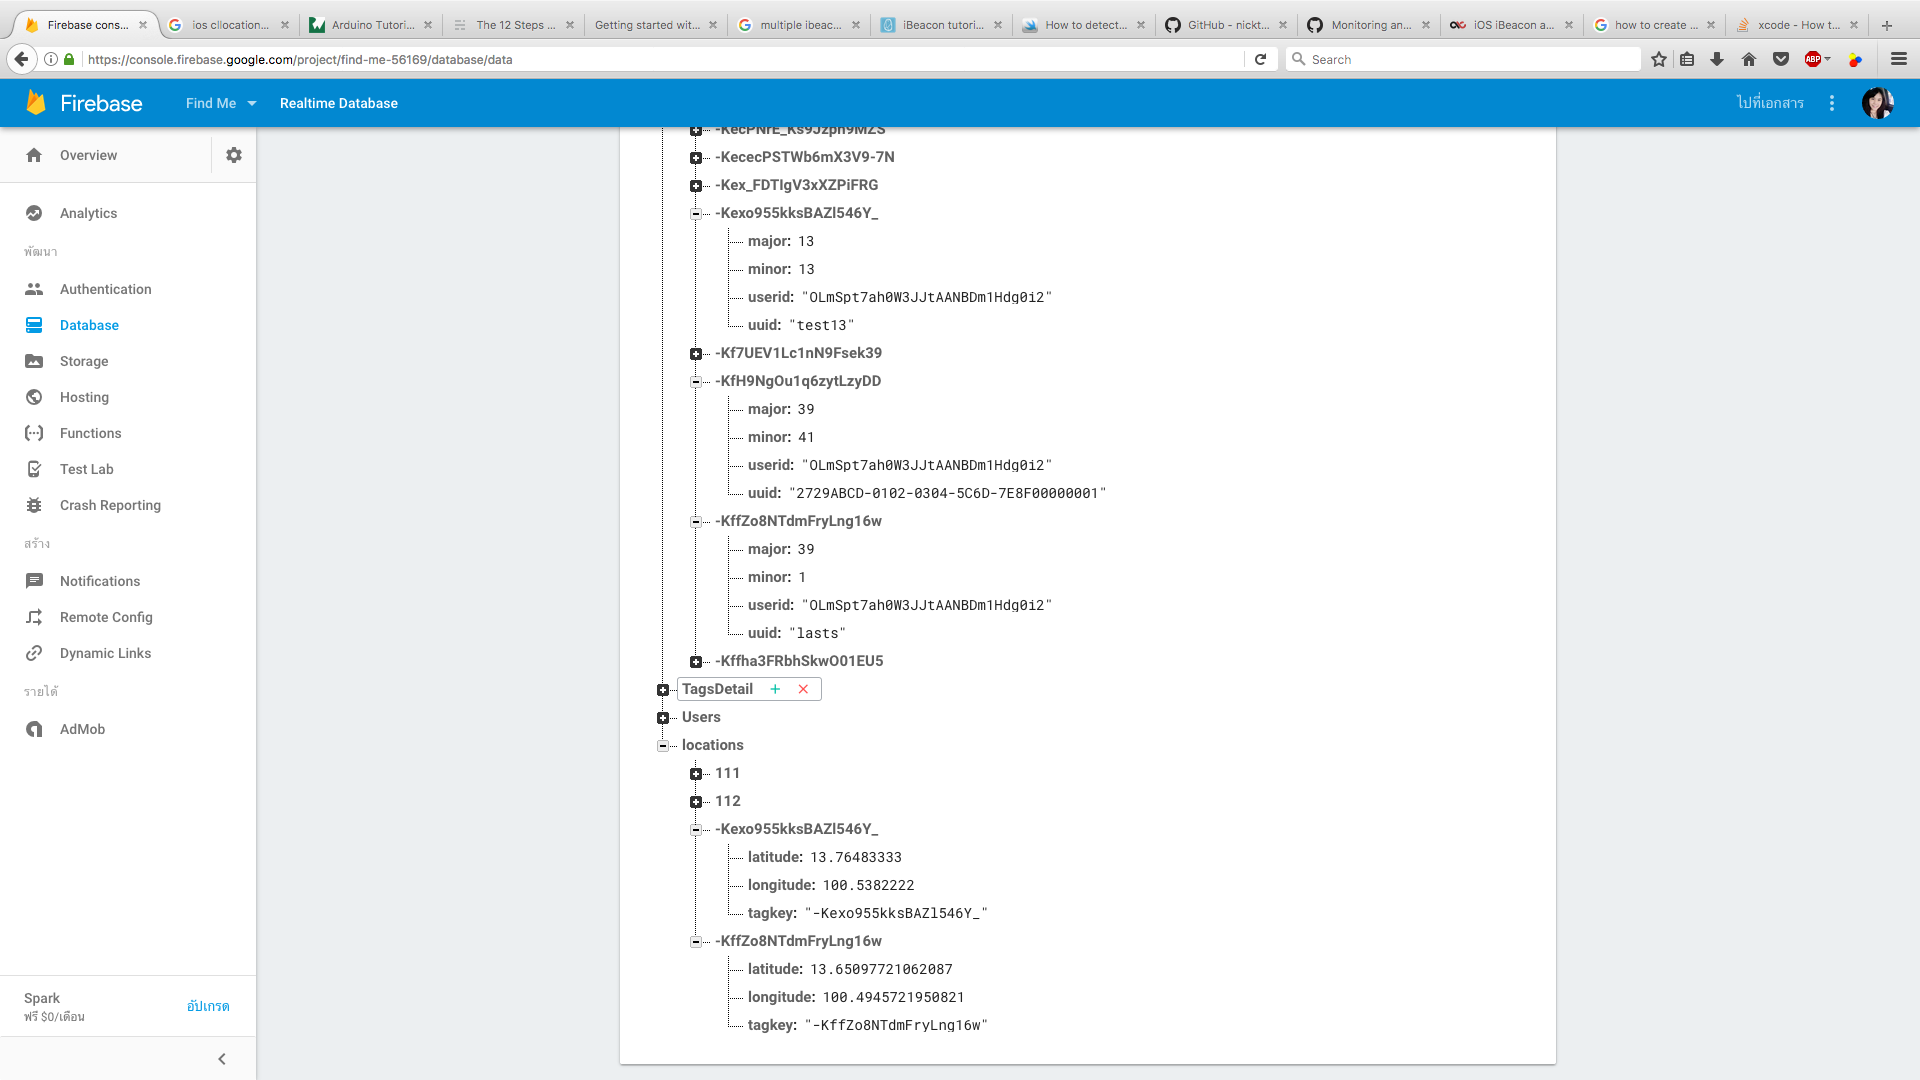 Firebase cons...
ios cllocation...
Arduino Tutori...
The 12 Steps ...
Getting started wit...
multiple ibeac...
iBeacon tutori...
How to detect...
GitHub - nickt...
Monitoring an...
iOS iBeacon a...
how to create ...
xcode - How t...
https://console.firebase.google.com/project/find-me-56169/database/data
Search
ABP
Firebase
Find Me
Realtime Database
ไปที่เอกสาร
Overview
Analytics
พัฒนา
Authentication
Database
Storage
Hosting
Functions
Test Lab
Crash Reporting
สร้าง
Notifications
Remote Config
Dynamic Links
รายได้
AdMob
Spark
ฟรี $0/เดือน
อัปเกรด
-KecPNrE_Ks9Jzph9MZS
-KececPSTWb6mX3V9-7N
-Kex_FDTIgV3xXZPiFRG
-Kexo955kksBAZl546Y_
major: 13
minor: 13
userid: "OLmSpt7ah0W3JJtAANBDm1Hdg0i2"
uuid: "test13"
-Kf7UEV1Lc1nN9Fsek39
-KfH9NgOu1q6zytLzyDD
major: 39
minor: 41
userid: "OLmSpt7ah0W3JJtAANBDm1Hdg0i2"
uuid: "2729ABCD-0102-0304-5C6D-7E8F00000001"
-KffZo8NTdmFryLng16w
major: 39
minor: 1
userid: "OLmSpt7ah0W3JJtAANBDm1Hdg0i2"
uuid: "lasts"
-Kffha3FRbhSkwO01EU5
TagsDetail
Users
locations
111
112
-Kexo955kksBAZl546Y_
latitude: 13.76483333
longitude: 100.5382222
tagkey: "-Kexo955kksBAZl546Y_"
-KffZo8NTdmFryLng16w
latitude: 13.65097721062087
longitude: 100.4945721950821
tagkey: "-KffZo8NTdmFryLng16w"